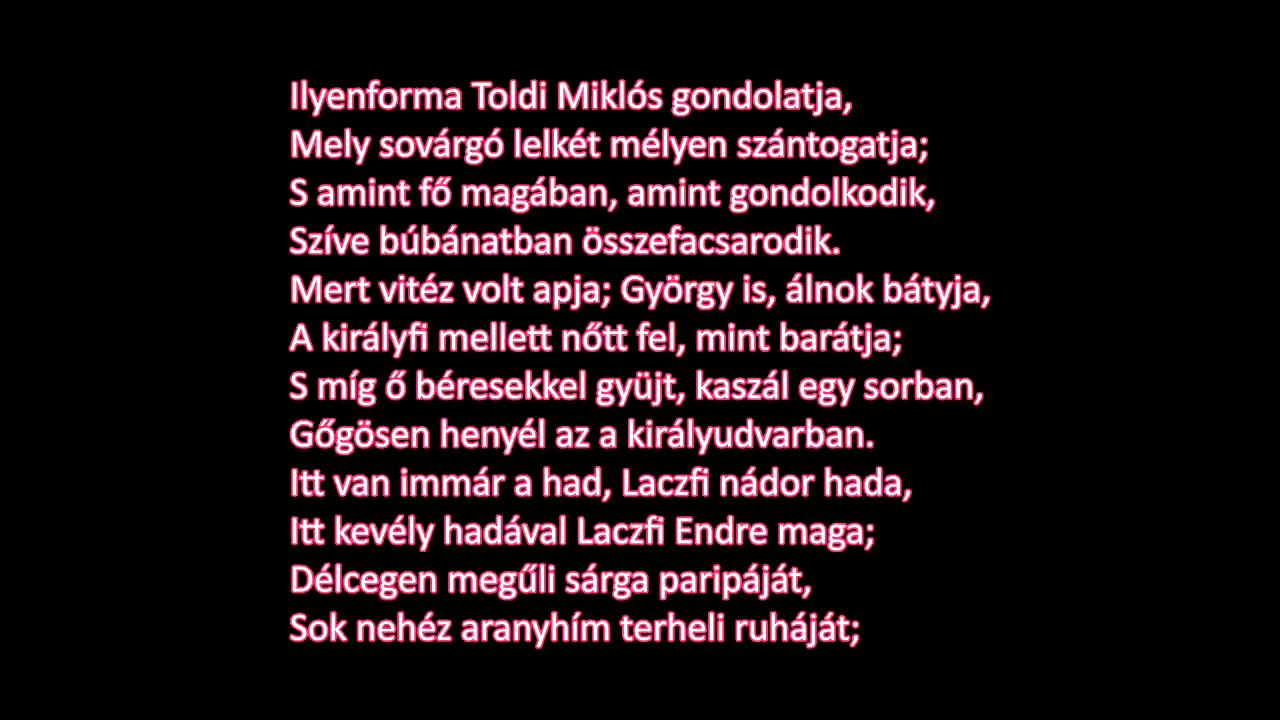 Ilyenforma Toldi Miklós gondolatja,
Mely sovárgó lelkét mélyen szántogatja;
S amint fő magában, amint gondolkodik,
Szíve búbánatban összefacsarodik.
Mert vitéz volt apja; György is, álnok bátyja,
A királyfi mellett nőtt fel, mint barátja;
S míg ő béresekkel gyüjt, kaszál egy sorban,
Gőgösen henyél az a királyudvarban.
Itt van immár a had, Laczfi nádor hada,
Itt kevély hadával Laczfi Endre maga;
Délcegen megűli sárga paripáját,
Sok nehéz aranyhím terheli ruháját;